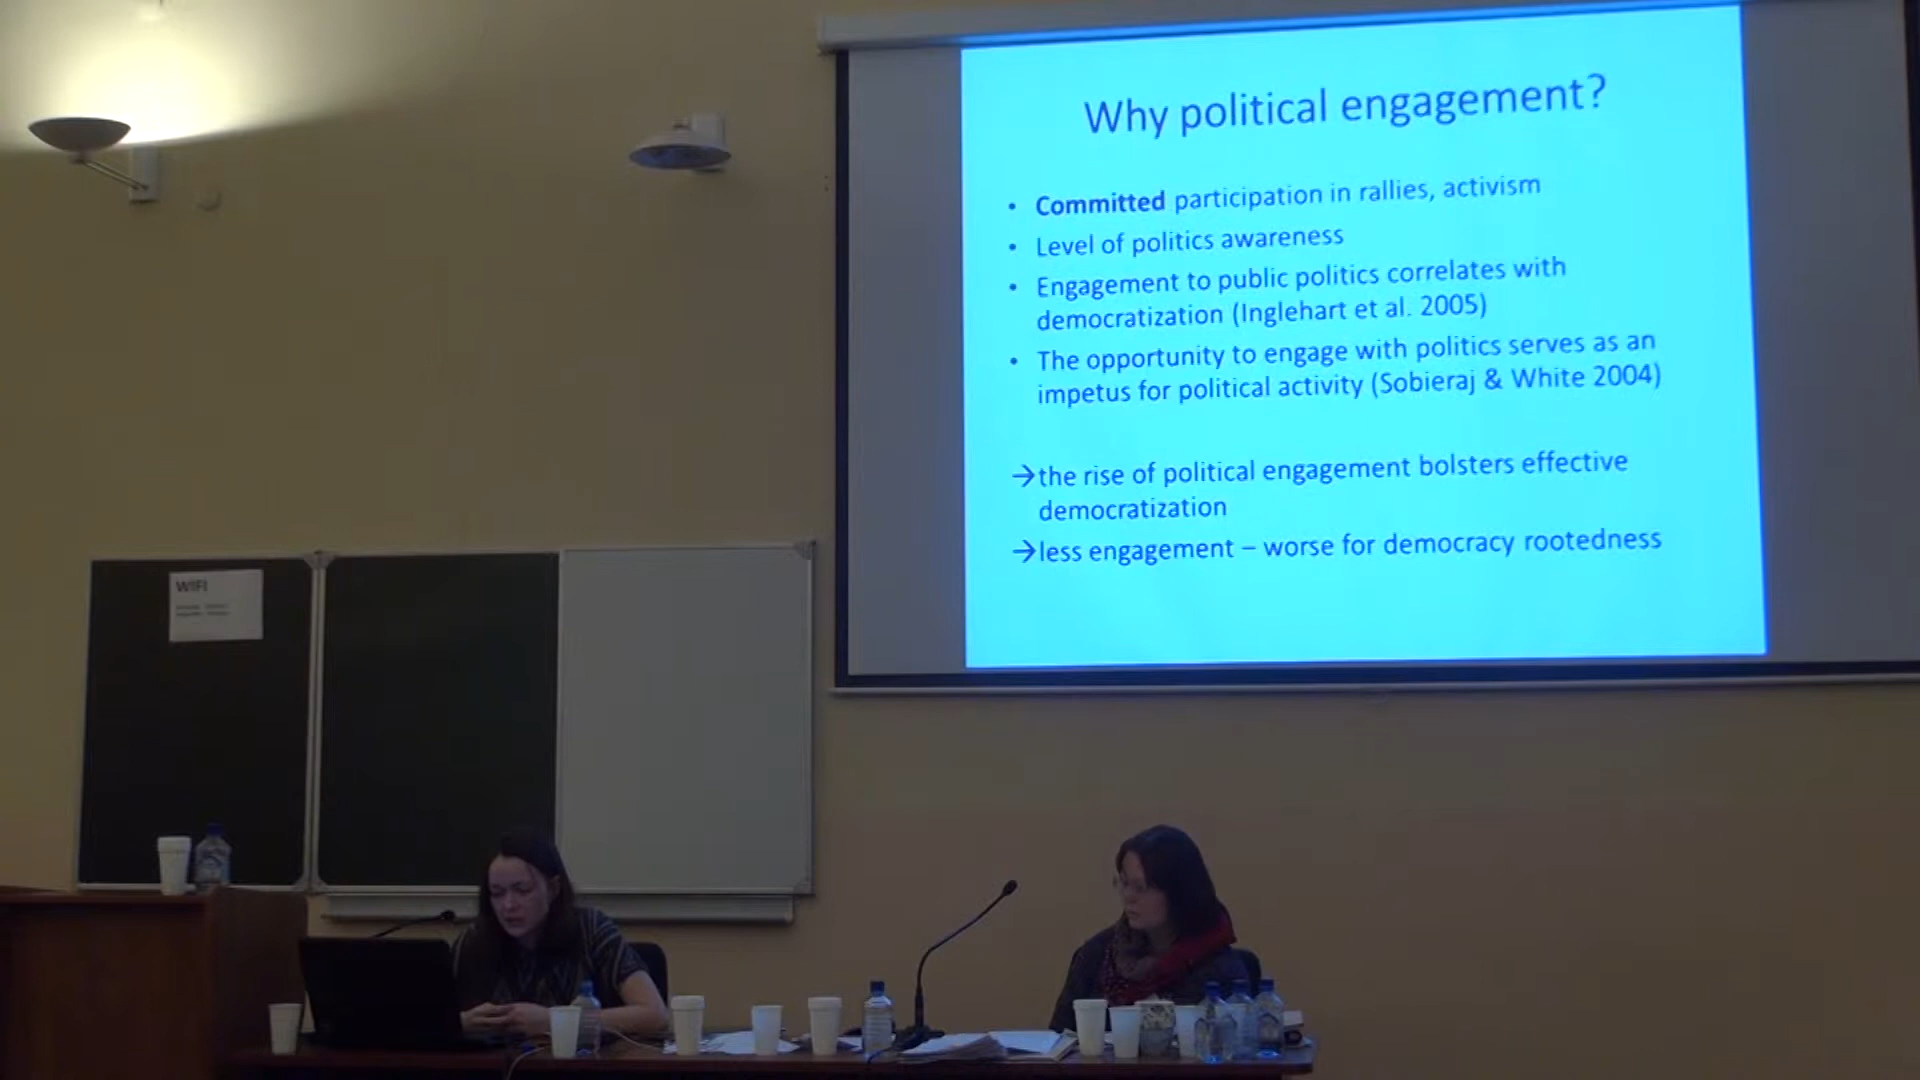 Why political engagement?
• Committed participation in rallies, activism
• Level of politics awareness
• Engagement to public politics correlates with
democratization (Inglehart et al. 2005)
• The opportunity to engage with politics serves as an
impetus for political activity (Sobieraj & White 2004)
→the rise of political engagement bolsters effective
democratization
→less engagement – worse for democracy rootedness
WIFI